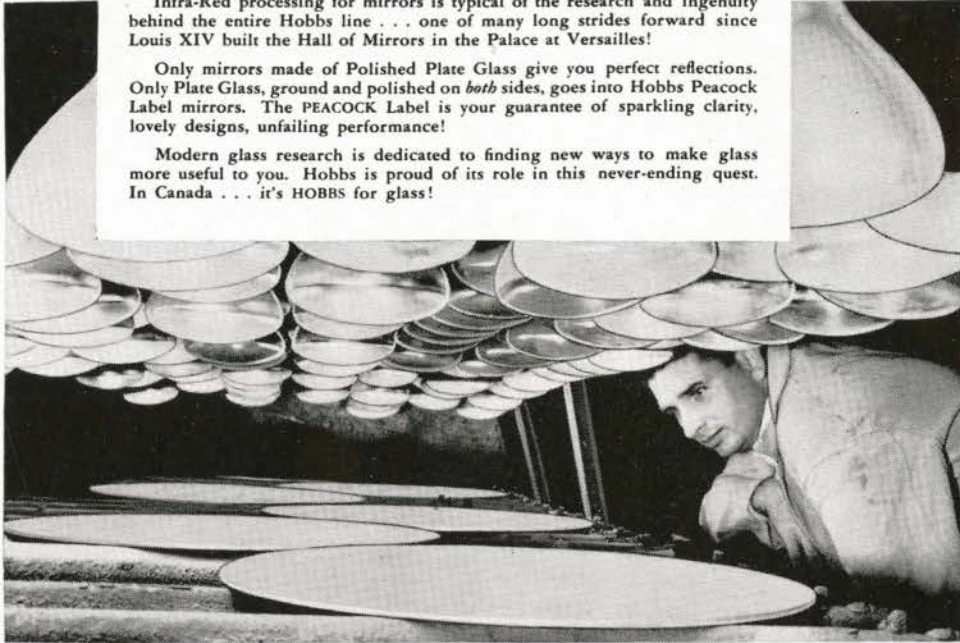 Infra-Red processing for mirrors is typical of the research and ingenuity
behind the entire Hobbs line . . . one of many long strides forward since
Louis XIV built the Hall of Mirrors in the Palace at Versailles!
Only mirrors made of Polished Plate Glass give you perfect reflections.
Only Plate Glass, ground and polished on both sides, goes into Hobbs Peacock
Label mirrors. The PEACOCK Label is your guarantee of sparkling clarity,
lovely designs, unfailing performance!
Modern glass research is dedicated to finding new ways to make glass
more useful to you. Hobbs is proud of its role in this never-ending quest.
In Canada . . . it's HOBBS for glass!